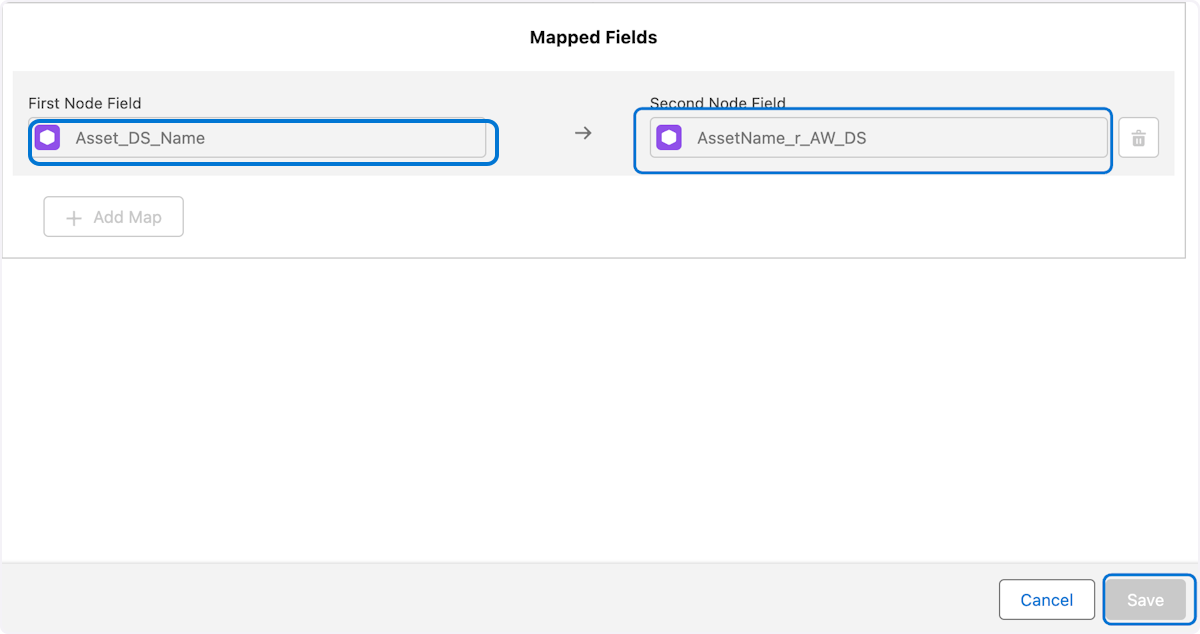 Mapped Fields
First Node Field
Second Node Field
Asset_DS_Name
AssetName_r_AW_DS
Add Map
Cancel
Save